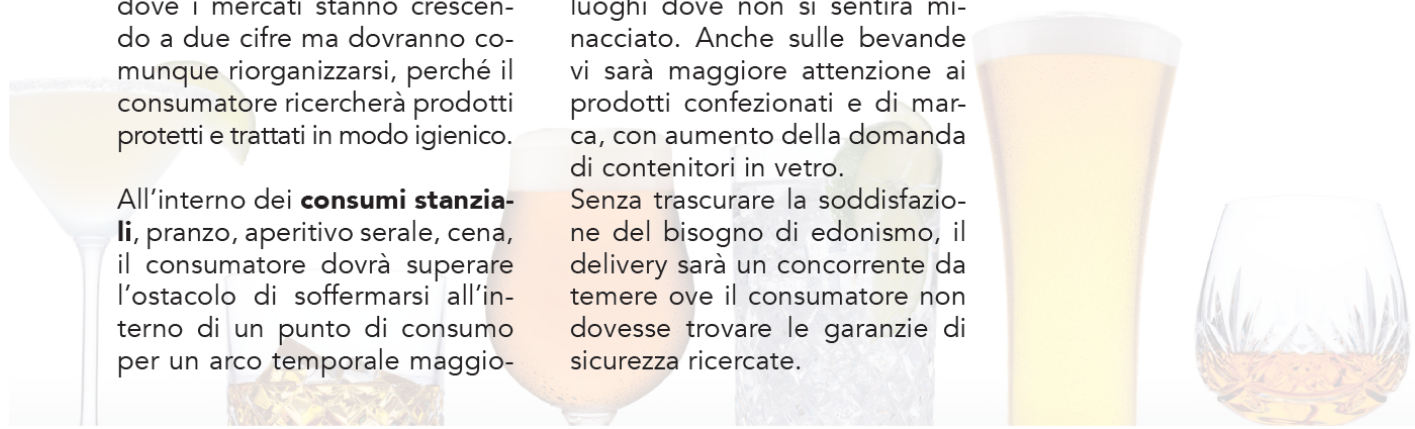 dove i mercati stanno crescen-
do a due cifre ma dovranno co-
munque riorganizzarsi, perché il
consumatore ricercherà prodotti
protetti e trattati in modo igienico.
All'interno dei consumi stanzia-
li, pranzo, aperitivo serale, cena,
il consumatore dovrà superare
l'ostacolo di soffermarsi all'in-
terno di un punto di consumo
per un arco temporale maggio-
luoghi dove non si sentirà mi-
nacciato. Anche sulle bevande
vi sarà maggiore attenzione ai
prodotti confezionati e di mar-
ca, con aumento della domanda
di contenitori in vetro.
Senza trascurare la soddisfazio-
ne del bisogno di edonismo, il
delivery sarà un concorrente da
temere ove il consumatore non
dovesse trovare le garanzie di
sicurezza ricercate.